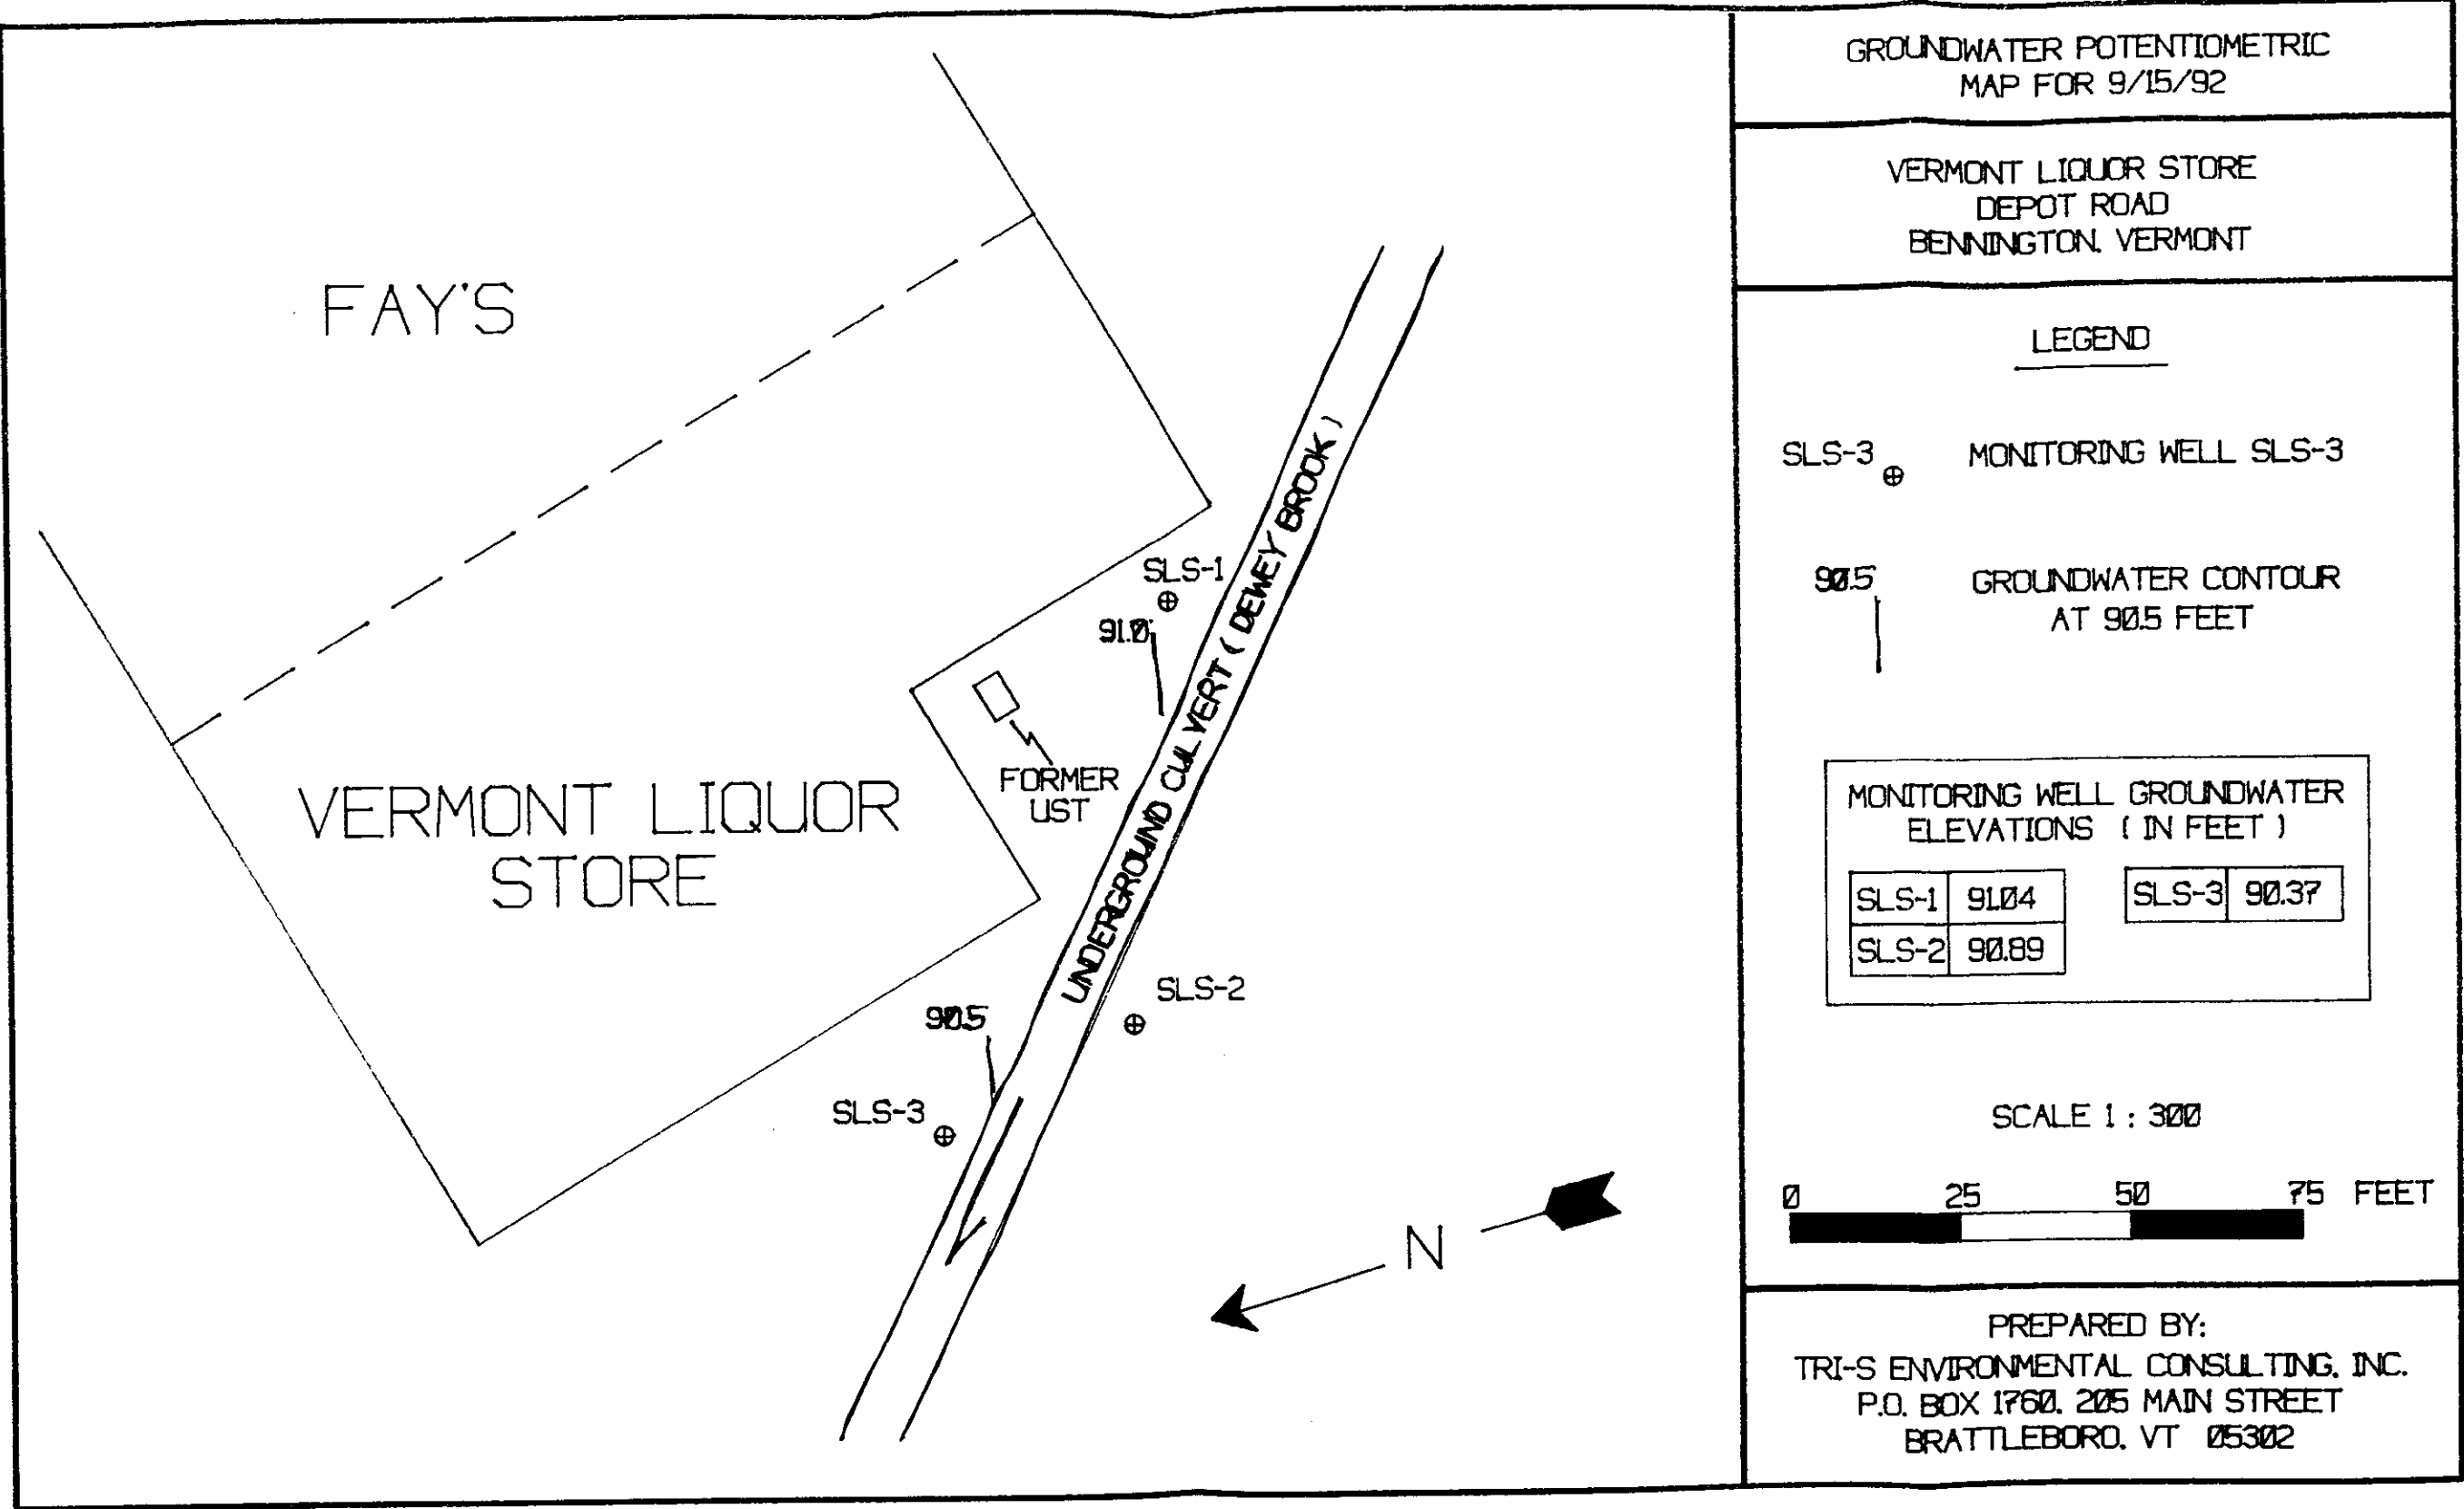 GROUNDWATER POTENTIOMETRIC
MAP FOR 9/15/92
VERMONT LIQUOR STORE
DEPOT ROAD
BENNINGTON, VERMONT
LEGEND
SLS-3
MONITORING WELL SLS-3
90.5
GROUNDWATER CONTOUR
AT 90.5 FEET
MONITORING WELL GROUNDWATER
ELEVATIONS (IN FEET)
SLS-1 91.04 SLS-3 90.37
SLS-2 90.89
SCALE 1 : 300
0 25 50 75 FEET
PREPARED BY:
TRI-S ENVIRONMENTAL CONSULTING, INC.
P.O. BOX 1760, 205 MAIN STREET
BRATTLEBORO, VT 05302
FAY'S
VERMONT LIQUOR
STORE
SLS-1
91.0
FORMER
UST
UNDERGROUND CULVERT (DEWEY BROOK)
SLS-2
90.5
SLS-3
N